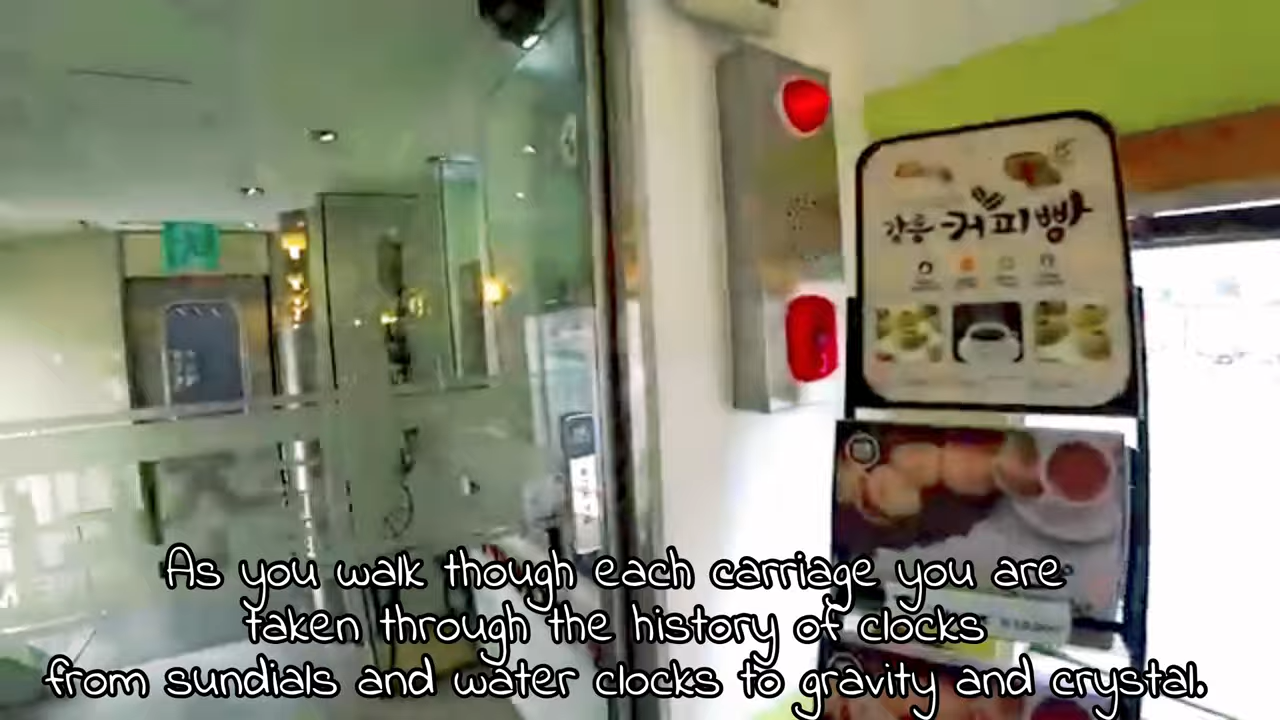 강릉 커피빵
As you walk though each carriage you are
taken through the history of clocks
from sundials and water clocks to gravity and crystal.